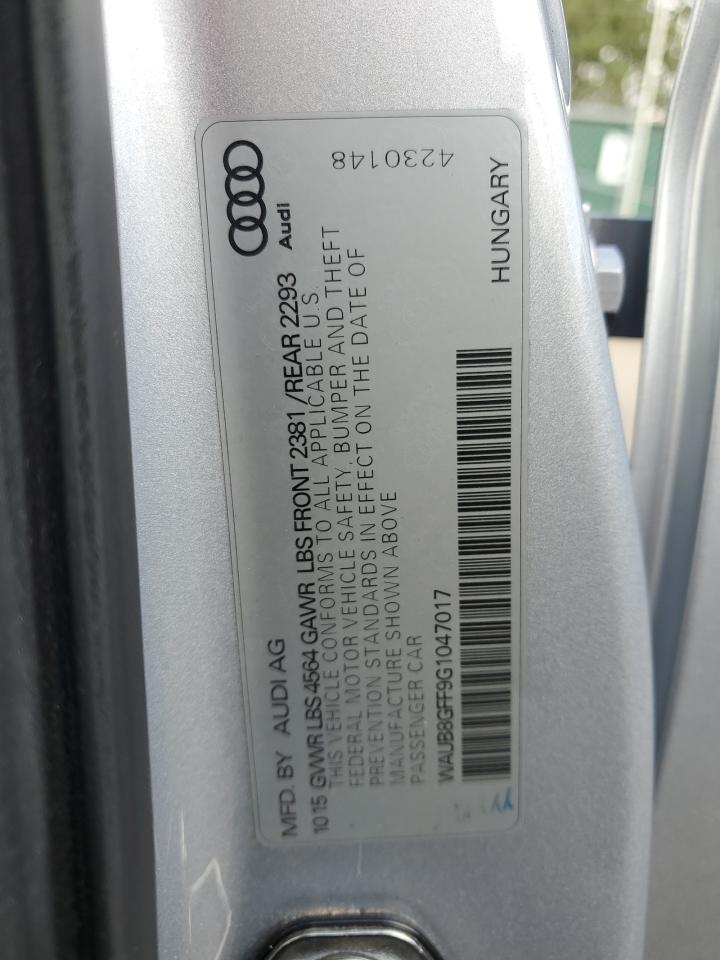 Audi
4230148
MFD. BY AUDI AG
10 15 GVWR LBS 4564 GAWR LBS FRONT 2381 /REAR 2293
THIS VEHICLE CONFORMS TO ALL APPLICABLE U.S.
FEDERAL MOTOR VEHICLE SAFETY, BUMPER AND THEFT
PREVENTION STANDARDS IN EFFECT ON THE DATE OF
MANUFACTURE SHOWN ABOVE
PASSENGER CAR
WAUB8GFF9G1047017
HUNGARY